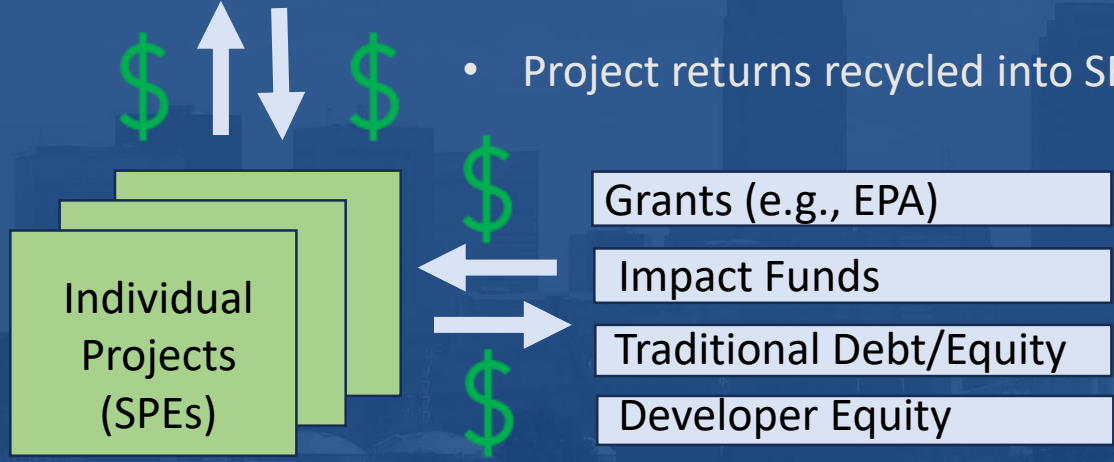 $ $
• Project returns recycled into
$
Individual
Projects
(SPEs)
Grants (e.g., EPA)
Impact Funds
Traditional Debt/Equity
Developer Equity
$